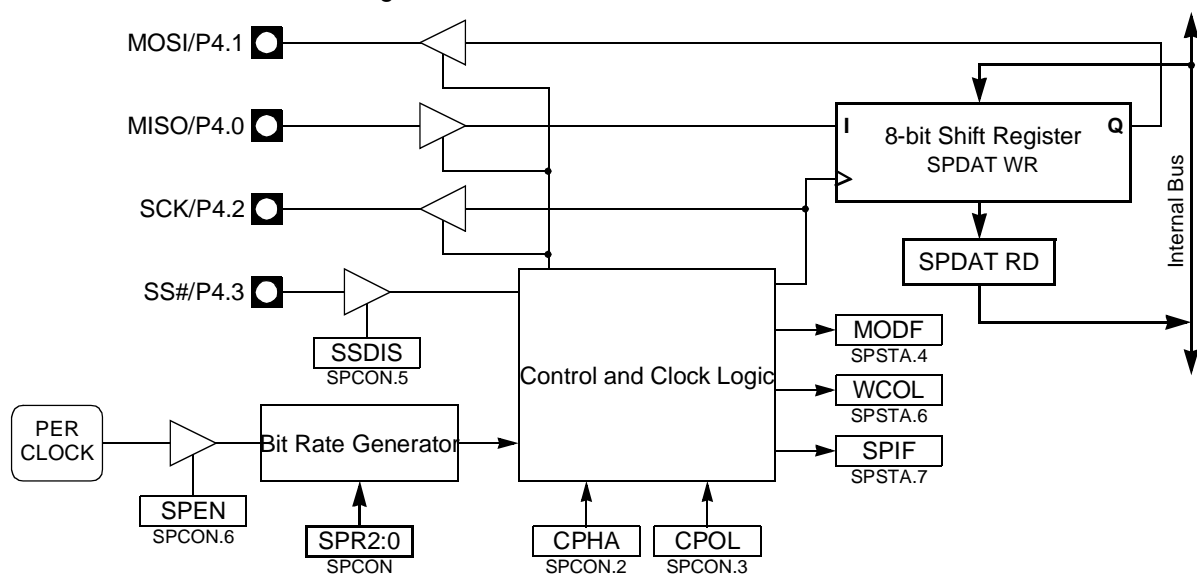 MOSI/P4.1
MISO/P4.0
I
8-bit Shift Register
Q
SPDAT WR
SCK/P4.2
Internal Bus
SPDAT RD
SS#/P4.3
MODF
SPSTA.4
SSDIS
SPCON.5
Control and Clock Logic
WCOL
SPSTA.6
PER
CLOCK
Bit Rate Generator
SPIF
SPSTA.7
SPEN
SPCON.6
SPR2:0
SPCON
CPHA
SPCON.2
CPOL
SPCON.3